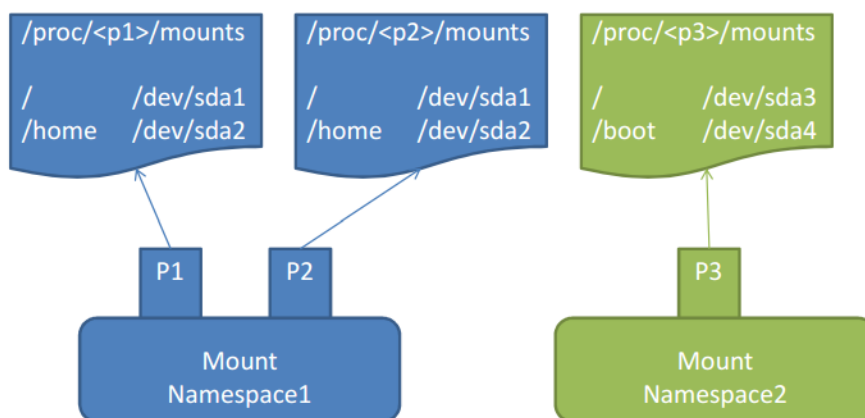 /proc/<p1>/mounts
/ /dev/sda1
/home /dev/sda2
/proc/<p2>/mounts
/ /dev/sda1
/home /dev/sda2
/proc/<p3>/mounts
/ /dev/sda3
/boot /dev/sda4
P1
P2
P3
Mount
Namespace1
Mount
Namespace2